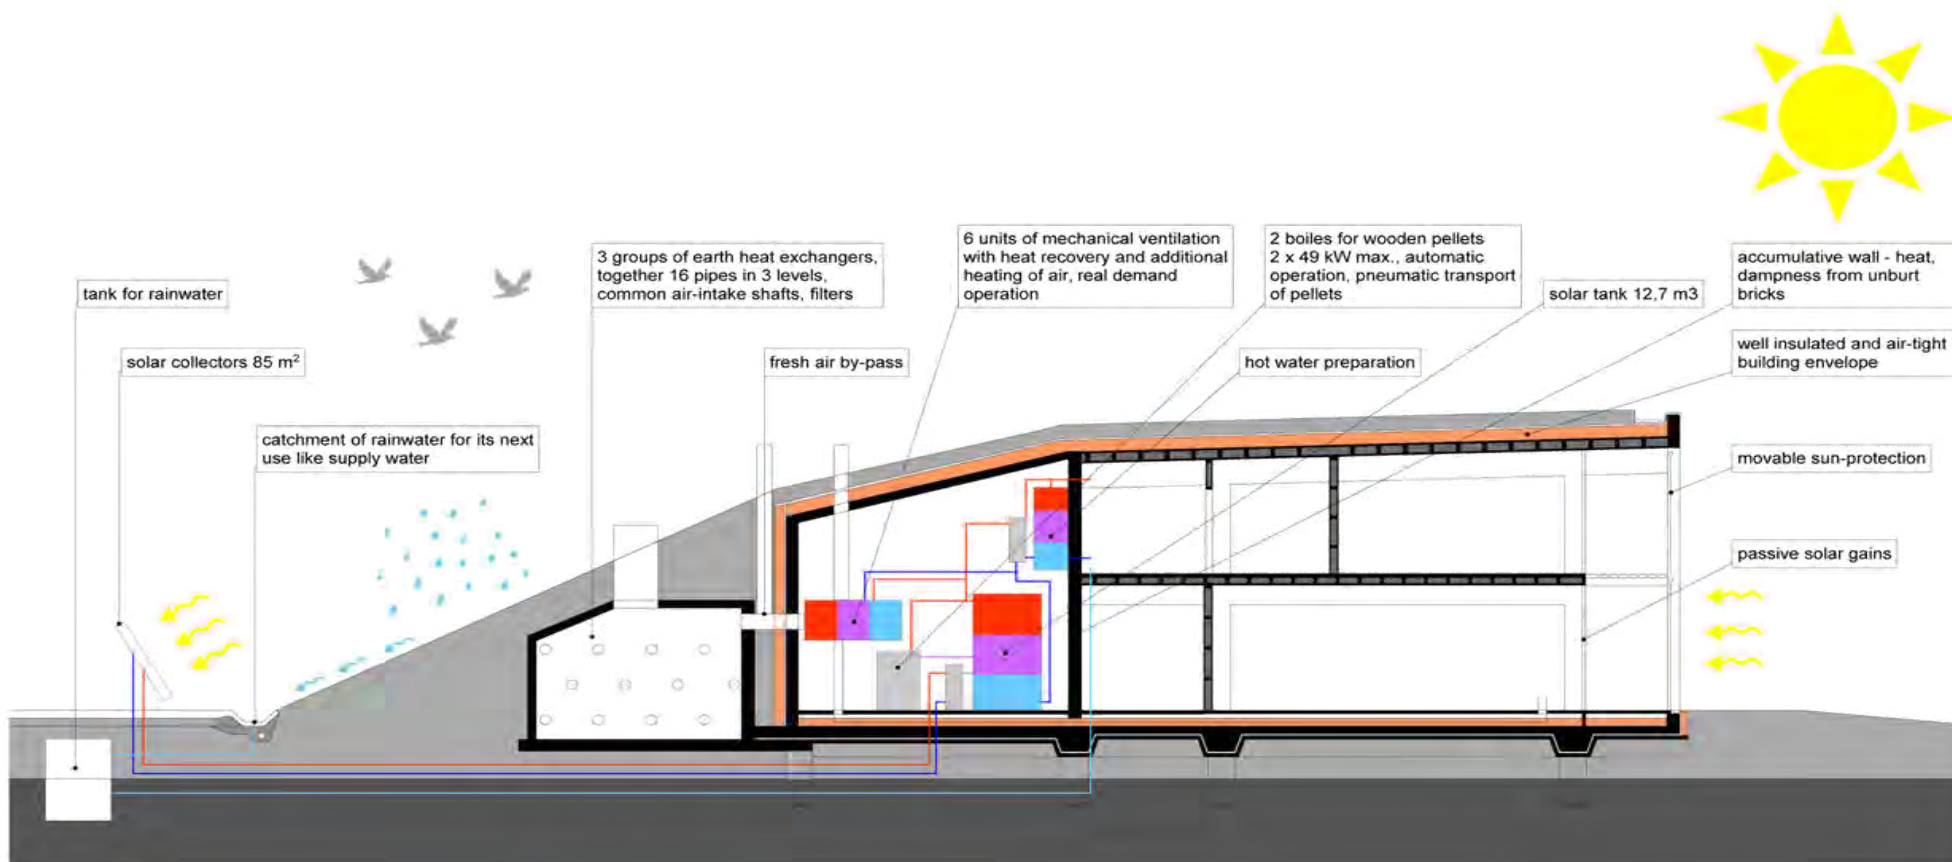 tank for rainwater
solar collectors 85 m²
catchment of rainwater for its next
use like supply water
3 groups of earth heat exchangers,
together 16 pipes in 3 levels,
common air-intake shafts, filters
fresh air by-pass
6 units of mechanical ventilation
with heat recovery and additional
heating of air, real demand
operation
2 boiles for wooden pellets
2 x 49 kW max., automatic
operation, pneumatic transport
of pellets
hot water preparation
solar tank 12,7 m3
accumulative wall - heat,
dampness from unburt
bricks
well insulated and air-tight
building envelope
movable sun-protection
passive solar gains